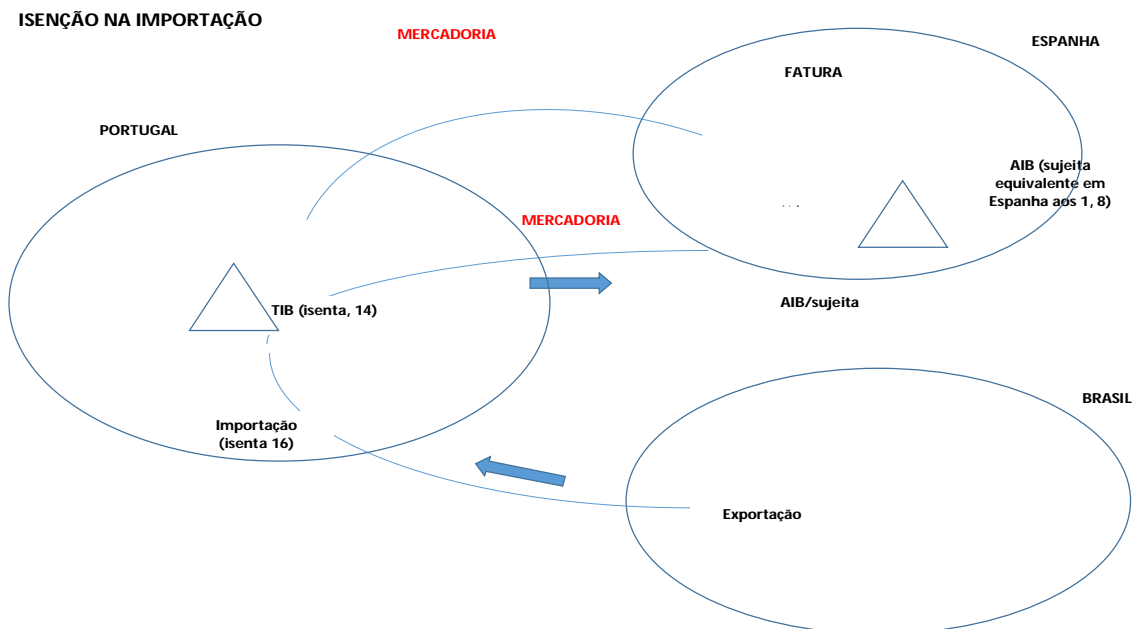 ISENÇÃO NA IMPORTAÇÃO
MERCADORIA
ESPANHA
FATURA
PORTUGAL
AIB (sujeita
equivalente em
Espanha aos 1, 8)
MERCADORIA
TIB (isenta, 14)
AIB/sujeita
BRASIL
Importação
(isenta 16)
Exportação